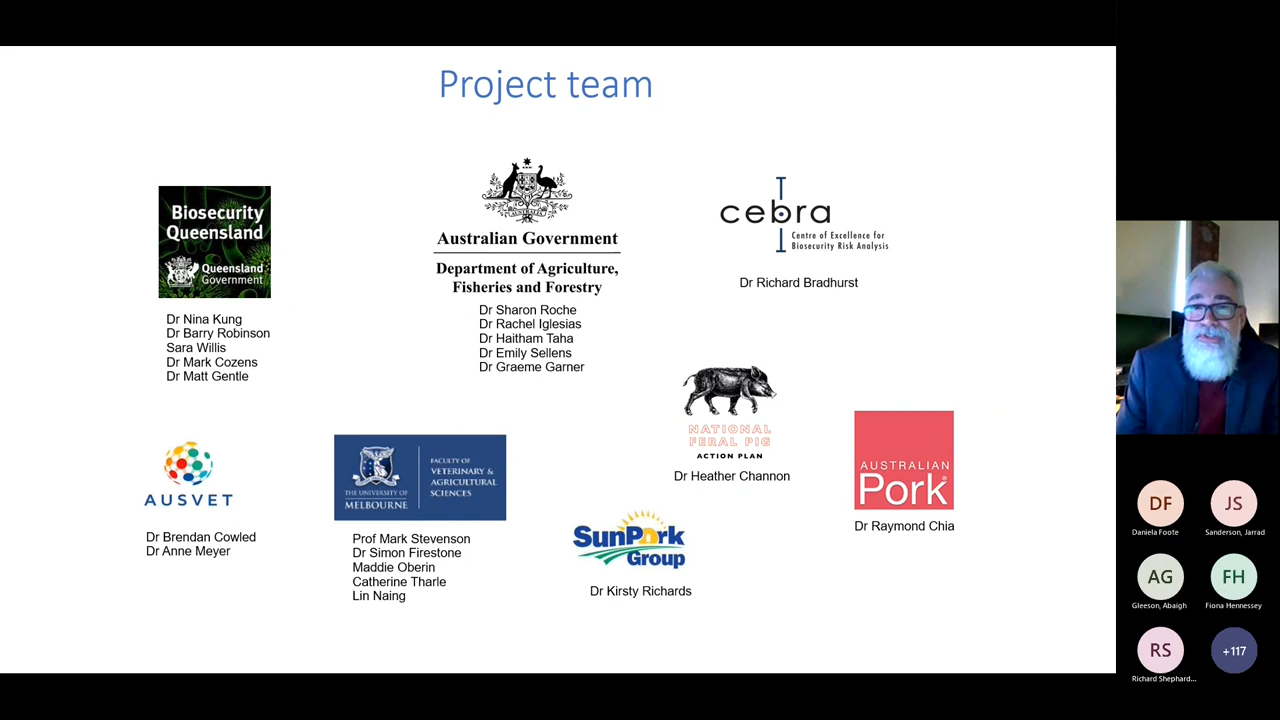 Project team
Biosecurity
Queensland
Queensland
Government
Dr Nina Kung
Dr Barry Robinson
Sara Willis
Dr Mark Cozens
Dr Matt Gentle
AUSTRALIA
Australian Government
Department of Agriculture,
Fisheries and Forestry
Dr Sharon Roche
Dr Rachel Iglesias
Dr Haitham Taha
Dr Emily Sellens
Dr Graeme Garner
cebra
Centre of Excellence for
Biosecurity Risk Analysis
Dr Richard Bradhurst
AUSVET
Dr Brendan Cowled
Dr Anne Meyer
THE UNIVERSITY OF
MELBOURNE
FACULTY OF
VETERINARY &
AGRICULTURAL
SCIENCES
Prof Mark Stevenson
Dr Simon Firestone
Maddie Oberin
Catherine Tharle
Lin Naing
NATIONAL
FERAL PIG
ACTION PLAN
Dr Heather Channon
SunPork
Group
Dr Kirsty Richards
AUSTRALIAN
Pork
Dr Raymond Chia
DF
Daniela Foote
JS
Sanderson, Jarrad
AG
Gleeson, Abaigh
FH
Fiona Hennessey
RS
Richard Shephard...
+117